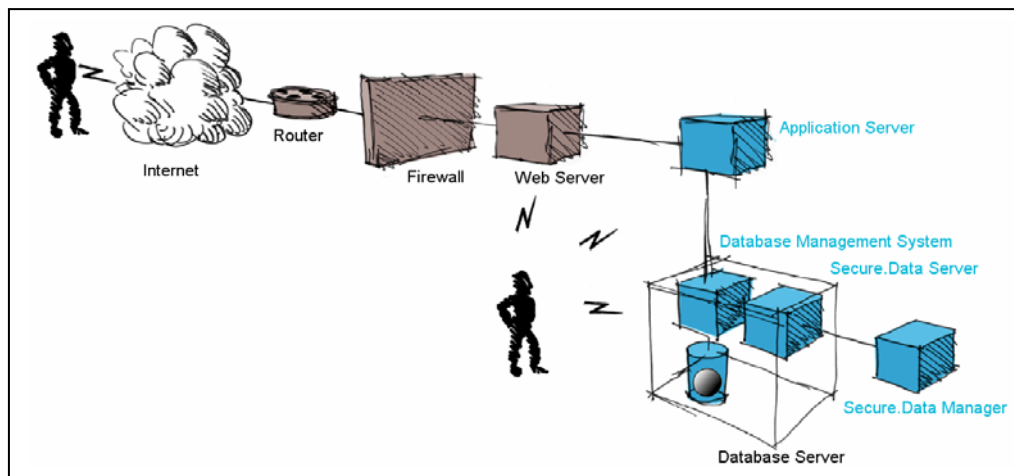 Internet
Router
Firewall
Web Server
Application Server
Database Management System
Secure.Data Server
Secure.Data Manager
Database Server